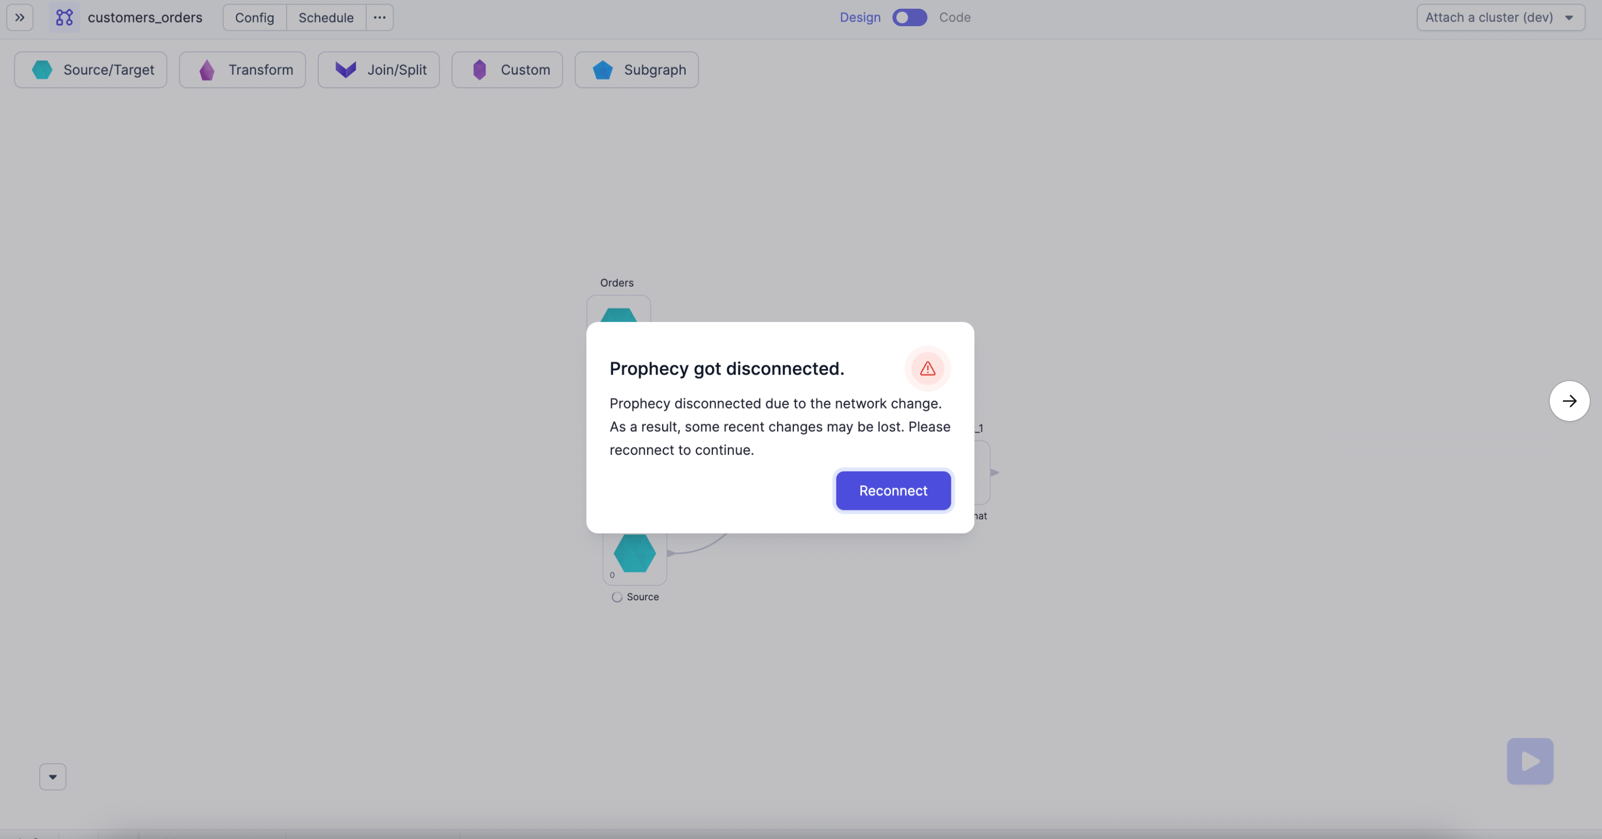 customers_orders
Config
Schedule
Design
Code
Attach a cluster (dev)
Source/Target
Transform
Join/Split
Custom
Subgraph
Orders
Prophecy got disconnected.
Prophecy disconnected due to the network change.
As a result, some recent changes may be lost. Please
reconnect to continue.
_1
Reconnect
0
Source